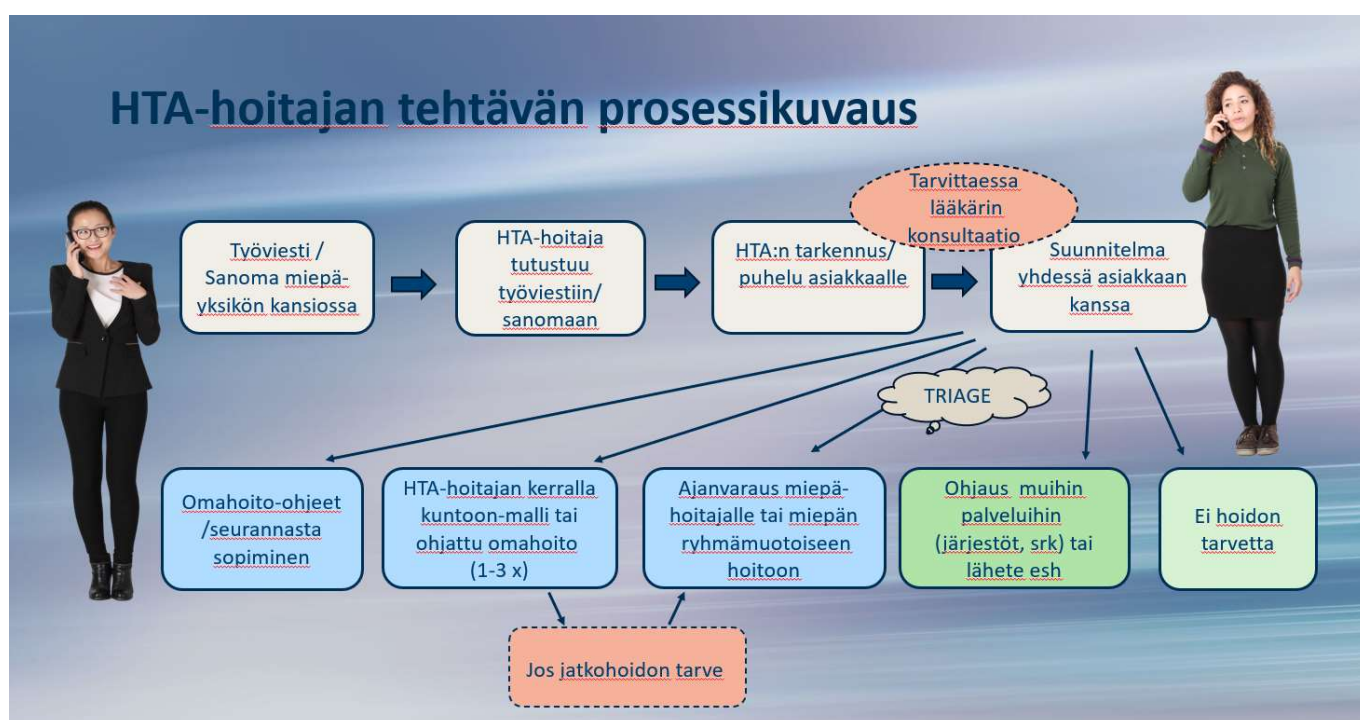 HTA-hoitajan tehtävän prosessikuvaus
Tarvittaessa
lääkärin
konsultaatio
Työviesti /
Sanoma miepä-
yksikön kansiossa
HTA-hoitaja
tutustuu
työviestiin/
sanomaan
HTA:n tarkennus/
puhelu asiakkaalle
Suunnitelma
yhdessä asiakkaan
kanssa
TRIAGE
Omahoito-ohjeet
/seurannasta
sopiminen
HTA-hoitajan kerralla
kuntoon-malli tai
ohjattu omahoito
(1-3 x)
Ajanvaraus miepä-
hoitajalle tai miepän
ryhmämuotoiseen
hoitoon
Ohjaus muihin
palveluihin
(järjestöt, srk) tai
lähete esh
Ei hoidon
tarvetta
Jos jatkohoidon tarve